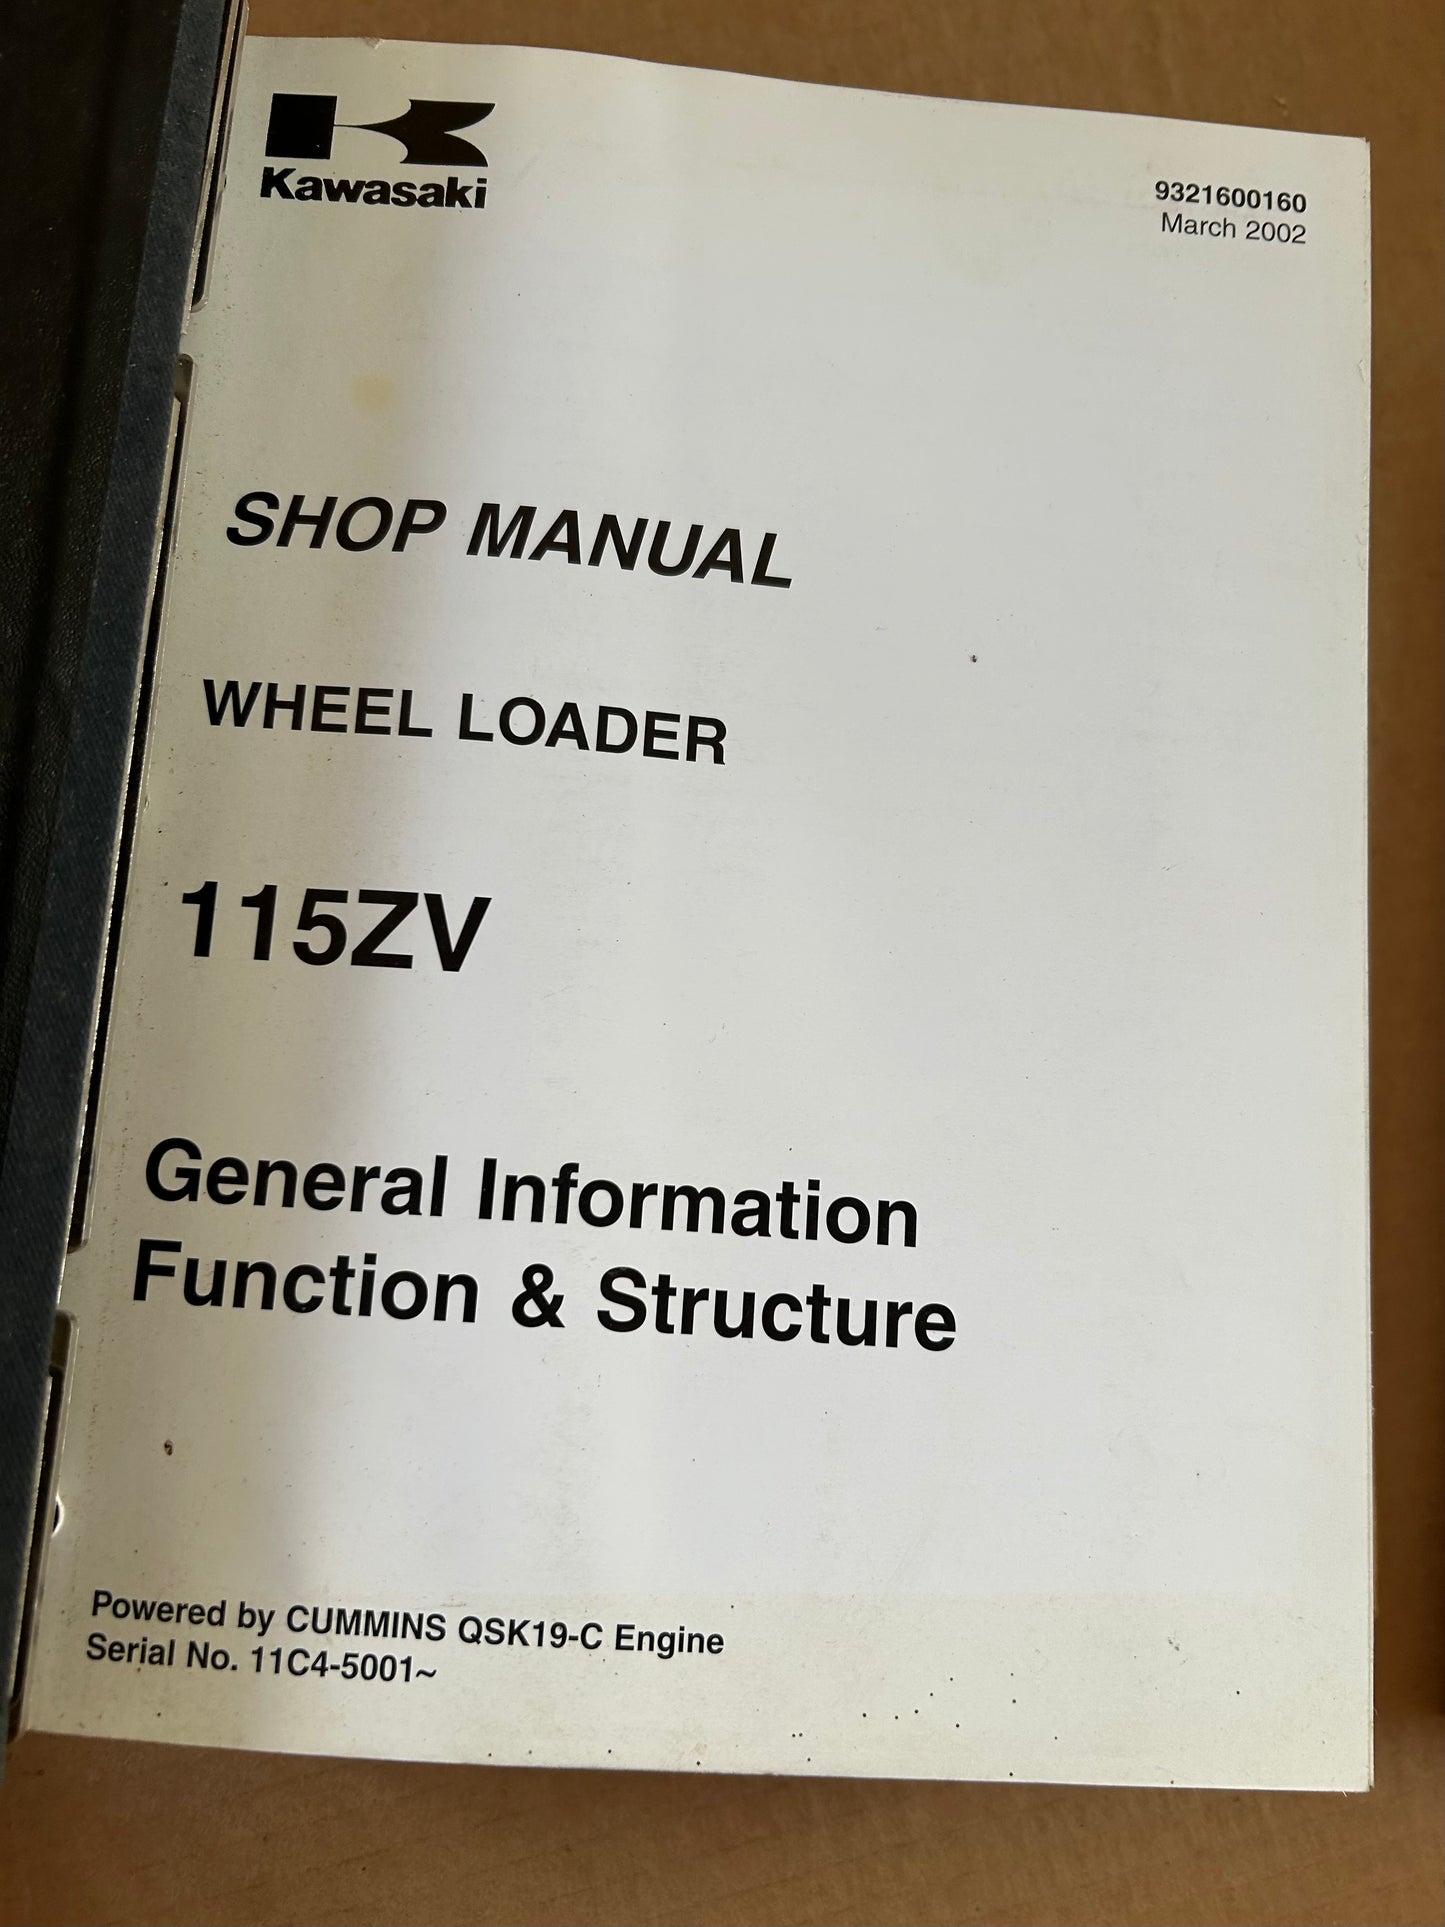 Kawasaki
9321600160
March 2002
SHOP MANUAL
WHEEL LOADER
115ZV
General Information
Function & Structure
Powered by CUMMINS QSK19-C Engine
Serial No. 11C4-5001~